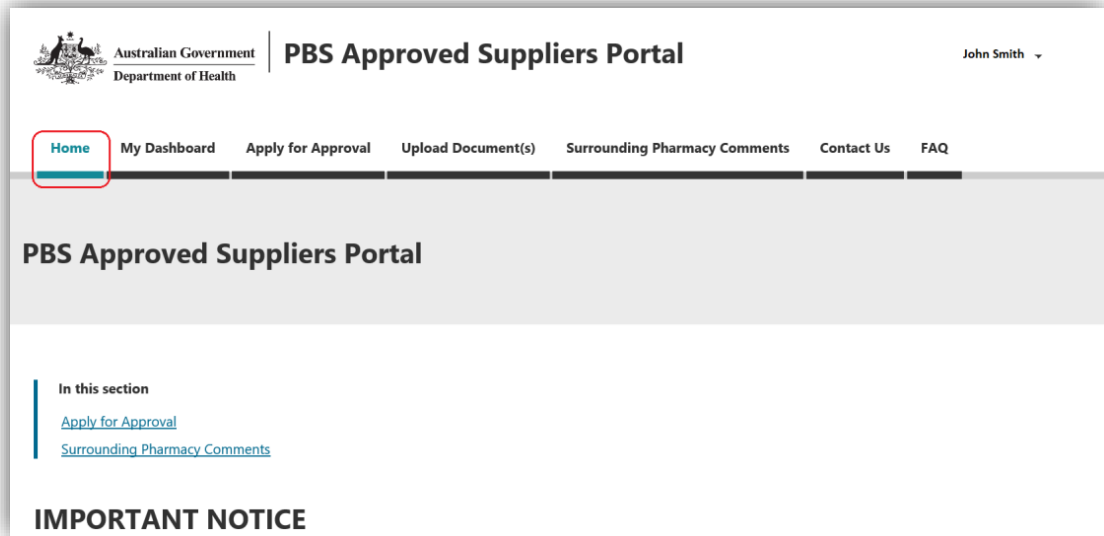 Australian Government
Department of Health
PBS Approved Suppliers Portal
John Smith
Home My Dashboard Apply for Approval Upload Document(s) Surrounding Pharmacy Comments Contact Us FAQ
PBS Approved Suppliers Portal
In this section
Apply for Approval
Surrounding Pharmacy Comments
IMPORTANT NOTICE